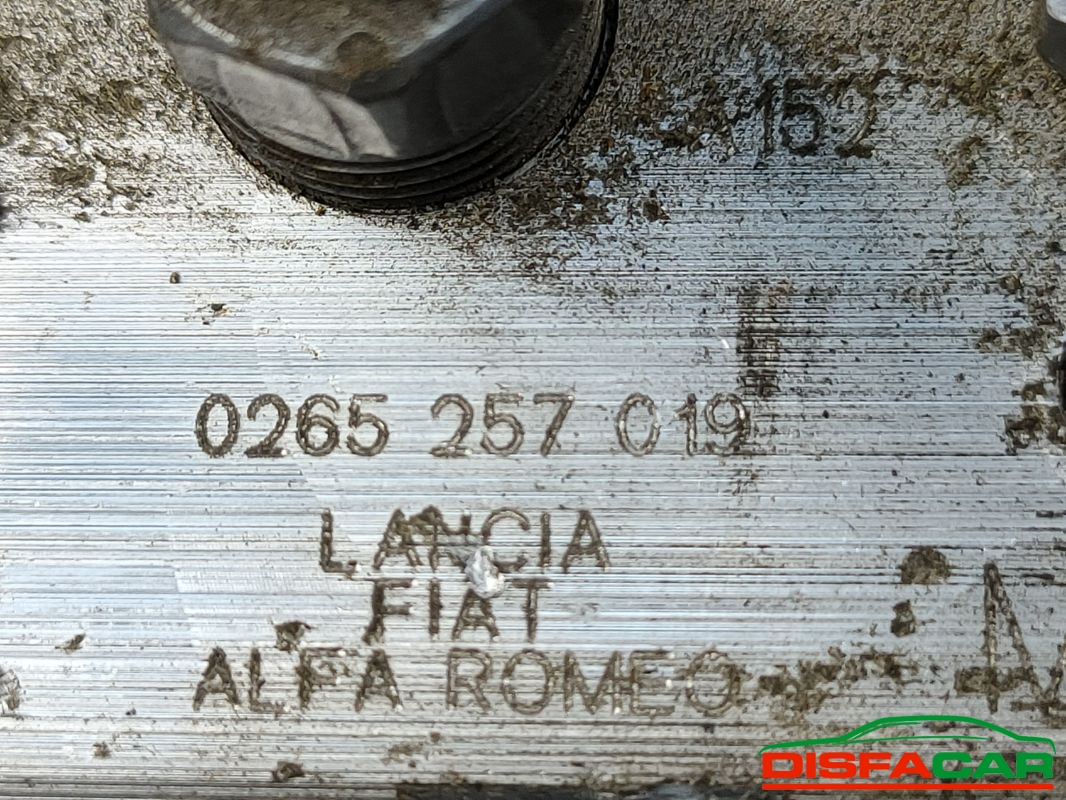 152
0265 257 019
LANCIA
FIAT
ALFA ROMEO
DISFACAR